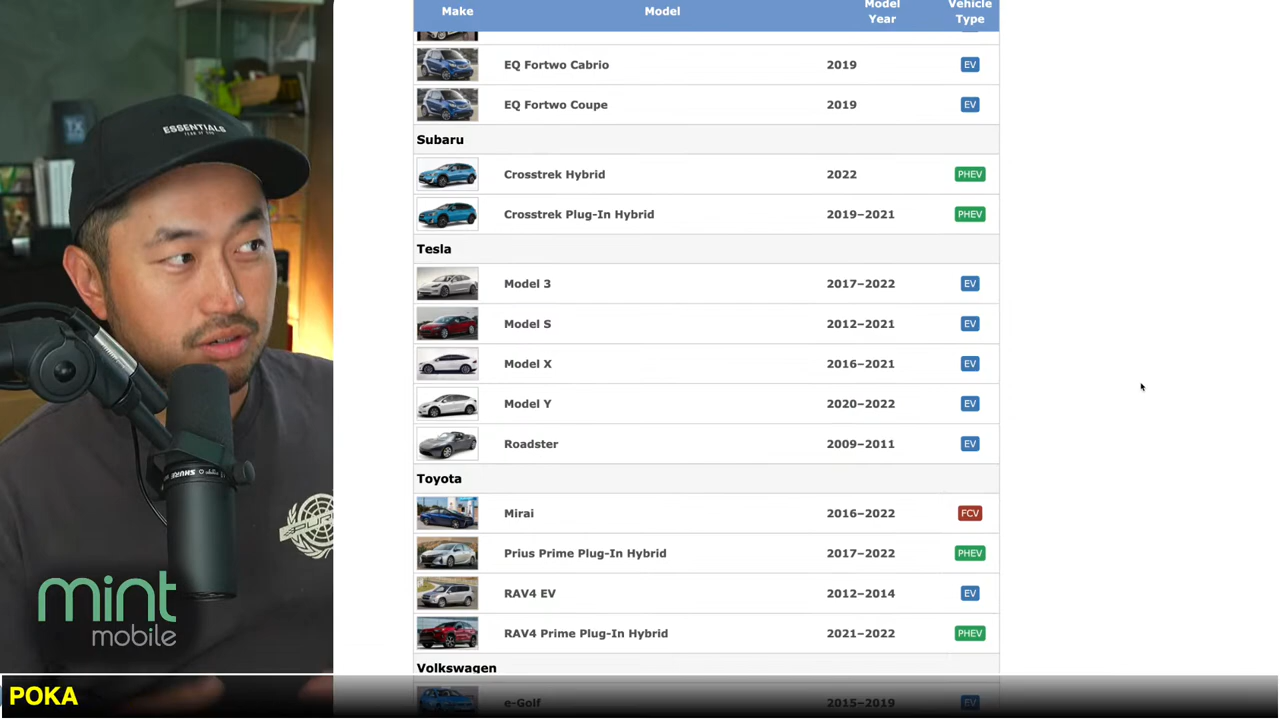 Make Model Model Year Vehicle Type
EQ Fortwo Cabrio 2019 EV
EQ Fortwo Coupe 2019 EV
Subaru
Crosstrek Hybrid 2022 PHEV
Crosstrek Plug-In Hybrid 2019–2021 PHEV
Tesla
Model 3 2017–2022 EV
Model S 2012–2021 EV
Model X 2016–2021 EV
Model Y 2020–2022 EV
Roadster 2009–2011 EV
Toyota
Mirai 2016–2022 FCV
Prius Prime Plug-In Hybrid 2017–2022 PHEV
RAV4 EV 2012–2014 EV
RAV4 Prime Plug-In Hybrid 2021–2022 PHEV
Volkswagen
e-Golf 2015–2019 EV
ESSENTIALS
SHURE
mint
mobile
POKA